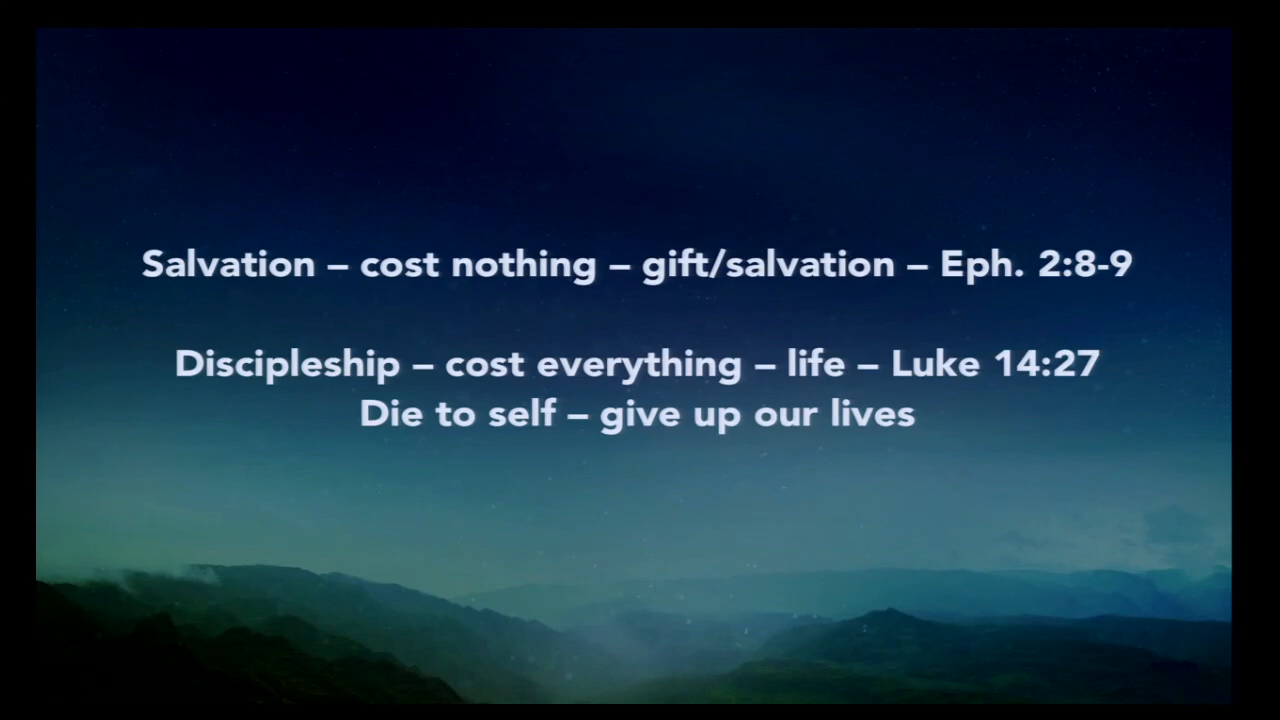 Salvation – cost nothing – gift/salvation – Eph. 2:8-9
Discipleship – cost everything – life – Luke 14:27
Die to self – give up our lives